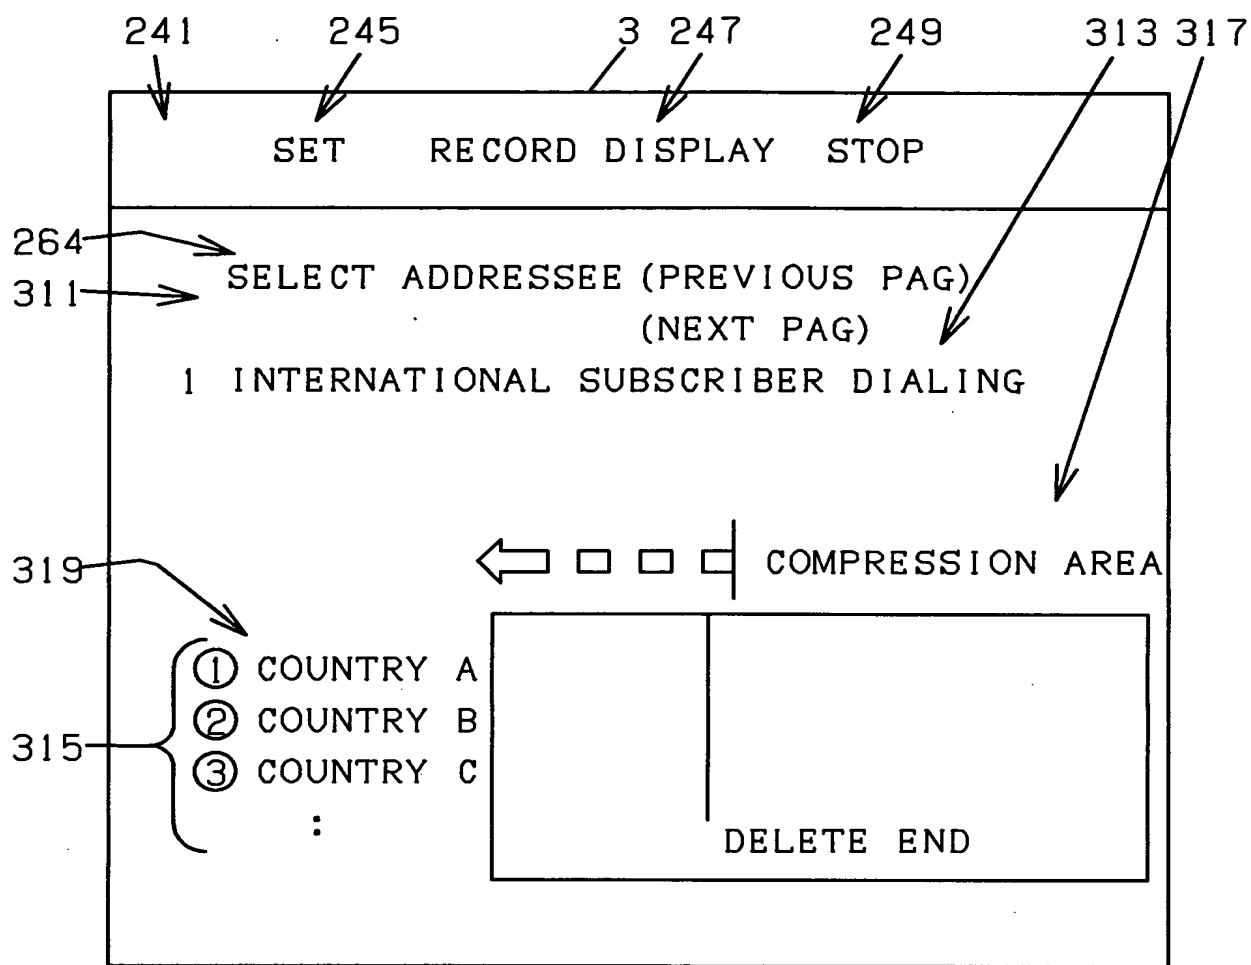 241 245 3 247 249 313 317
SET RECORD DISPLAY STOP
264
SELECT ADDRESSEE (PREVIOUS PAG)
311
(NEXT PAG)
1 INTERNATIONAL SUBSCRIBER DIALING
COMPRESSION AREA
319
① COUNTRY A
② COUNTRY B
315
③ COUNTRY C
:
DELETE END